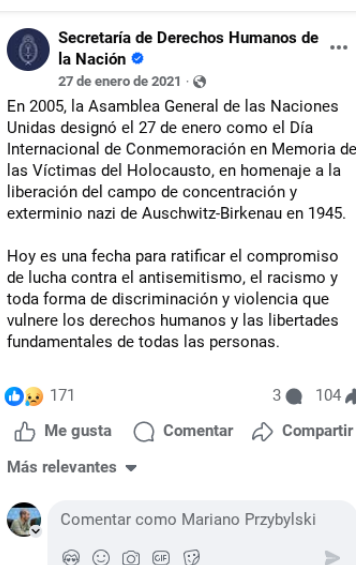 Secretaría de Derechos Humanos de
la Nación
27 de enero de 2021 ·
En 2005, la Asamblea General de las Naciones
Unidas designó el 27 de enero como el Día
Internacional de Conmemoración en Memoria de
las Víctimas del Holocausto, en homenaje a la
liberación del campo de concentración y
exterminio nazi de Auschwitz-Birkenau en 1945.
Hoy es una fecha para ratificar el compromiso
de lucha contra el antisemitismo, el racismo y
toda forma de discriminación y violencia que
vulnere los derechos humanos y las libertades
fundamentales de todas las personas.
171 3 104
Me gusta Comentar Compartir
Más relevantes
Comentar como Mariano Przybylski
GIF